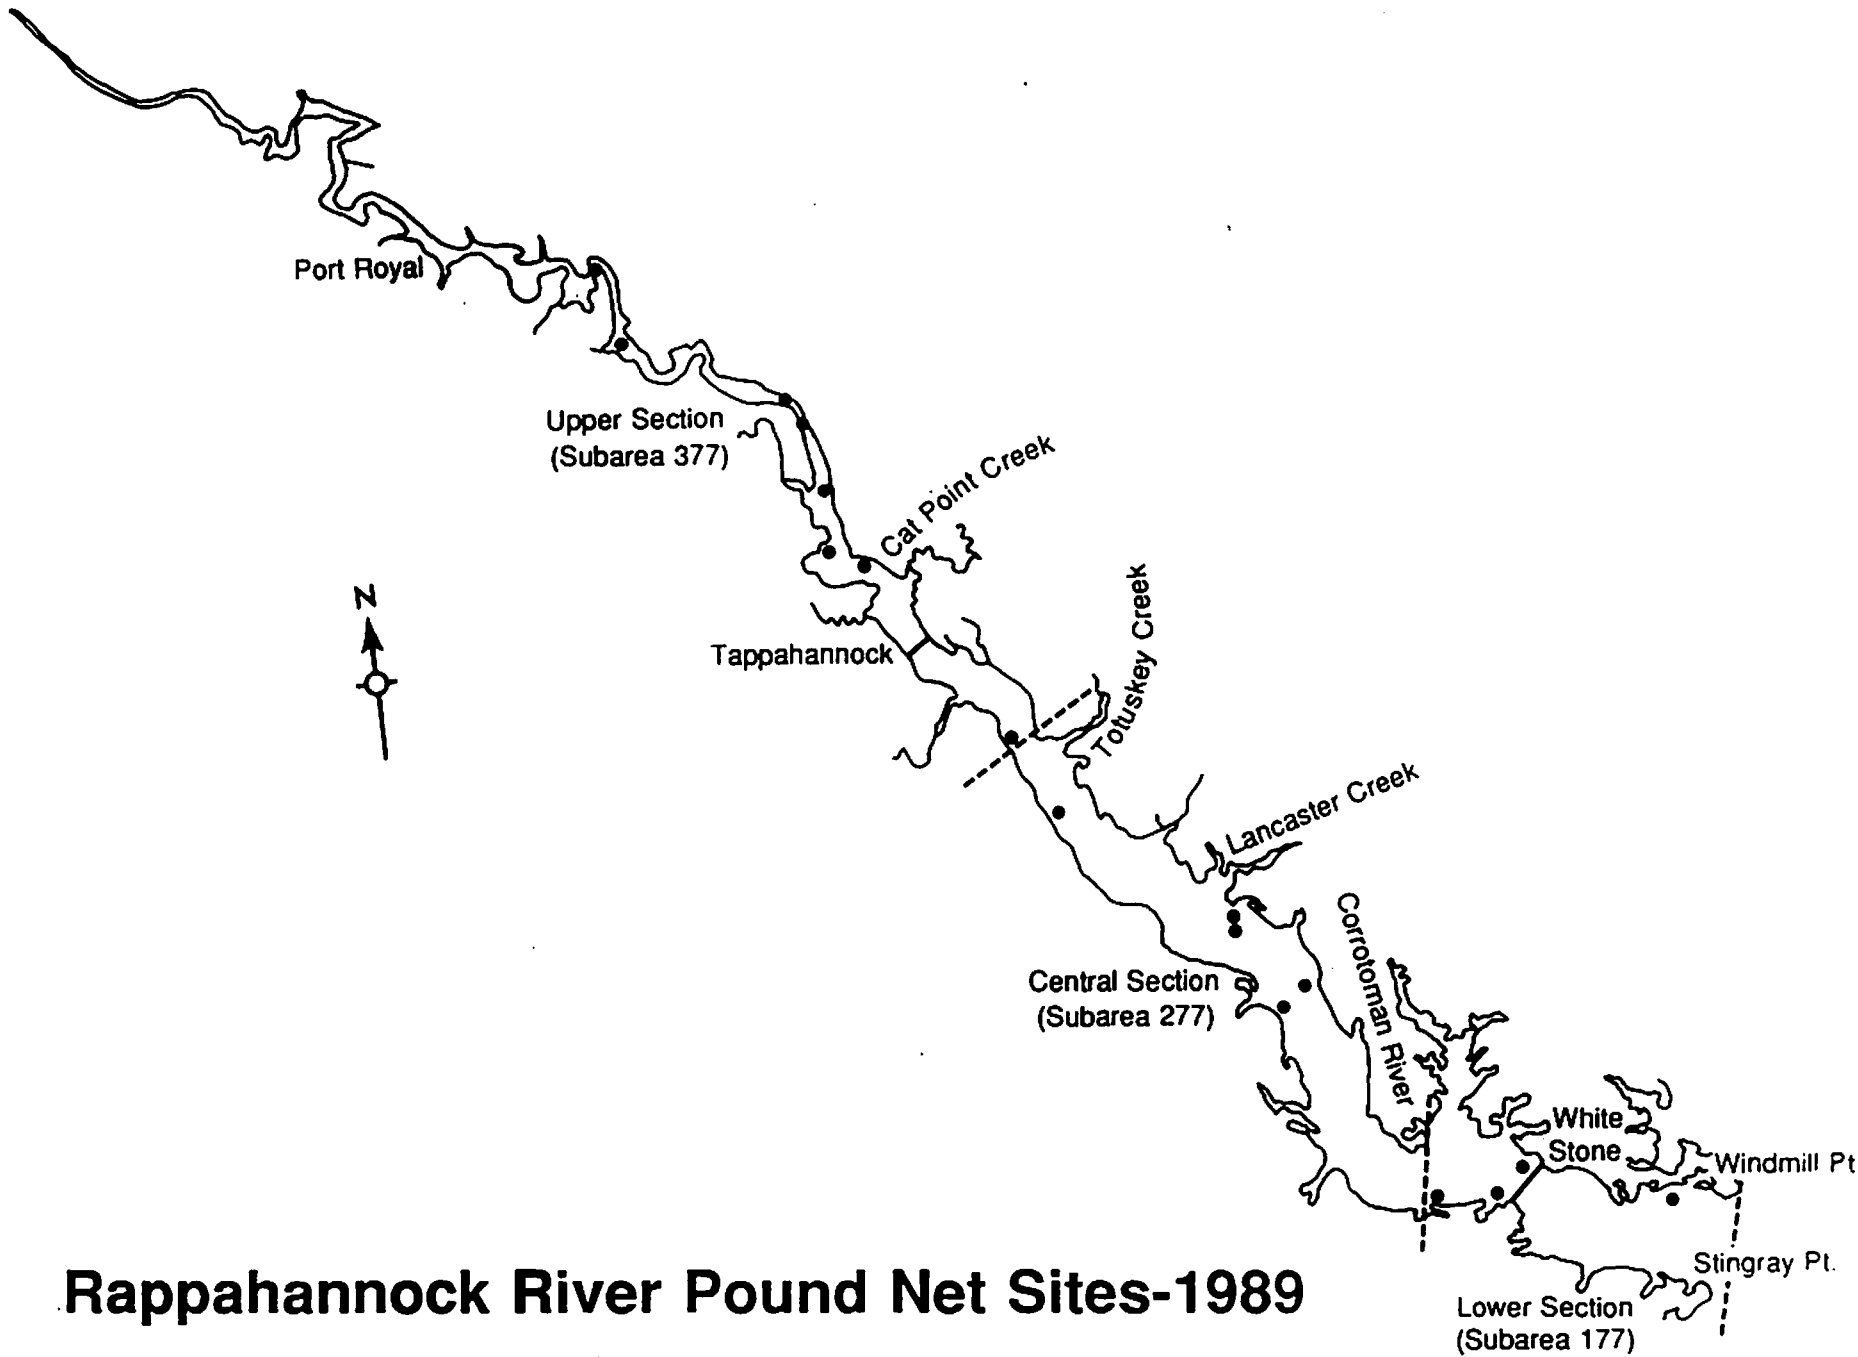 Port Royal
Upper Section
(Subarea 377)
Cat Point Creek
N
Totuskey Creek
Tappahannock
Lancaster Creek
Corrotoman River
Central Section
(Subarea 277)
White
Stone
Windmill Pt
Stingray Pt.
Rappahannock River Pound Net Sites-1989
Lower Section
(Subarea 177)